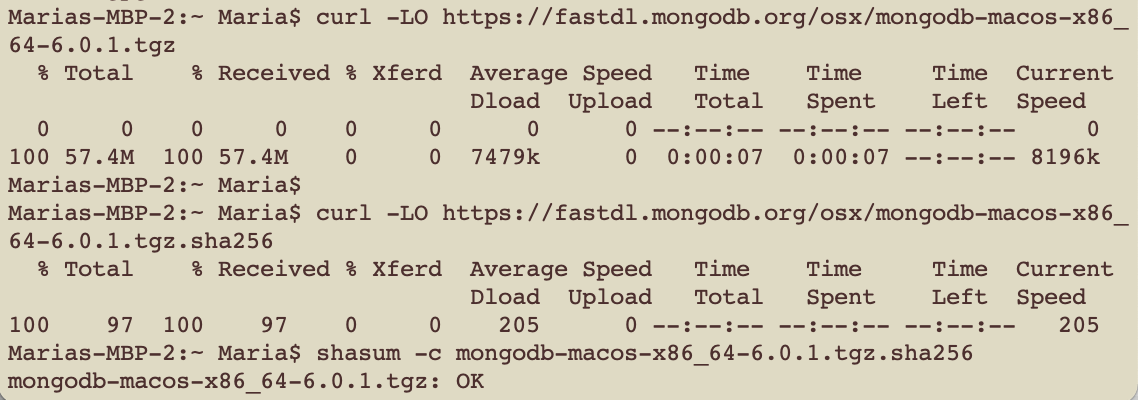 Marias-MBP-2:~ Maria$ curl -LO https://fastdl.mongodb.org/osx/mongodb-macos-x86_
64-6.0.1.tgz
  % Total    % Received % Xferd  Average Speed   Time    Time     Time  Current
                                 Dload  Upload   Total   Spent    Left  Speed
  0     0    0     0    0     0      0      0 --:--:-- --:--:-- --:--:--     0
100 57.4M  100 57.4M    0     0  7479k      0  0:00:07  0:00:07 --:--:-- 8196k
Marias-MBP-2:~ Maria$
Marias-MBP-2:~ Maria$ curl -LO https://fastdl.mongodb.org/osx/mongodb-macos-x86_
64-6.0.1.tgz.sha256
  % Total    % Received % Xferd  Average Speed   Time    Time     Time  Current
                                 Dload  Upload   Total   Spent    Left  Speed
100    97  100    97    0     0    205      0 --:--:-- --:--:-- --:--:--   205
Marias-MBP-2:~ Maria$ shasum -c mongodb-macos-x86_64-6.0.1.tgz.sha256
mongodb-macos-x86_64-6.0.1.tgz: OK